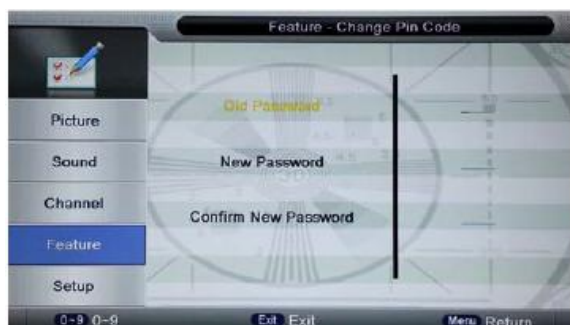 Feature - Change Pin Code
Picture
Sound
Channel
Feature
Setup
Old Password
New Password
Confirm New Password
0~9 0~9
Exit Exit
Menu Return